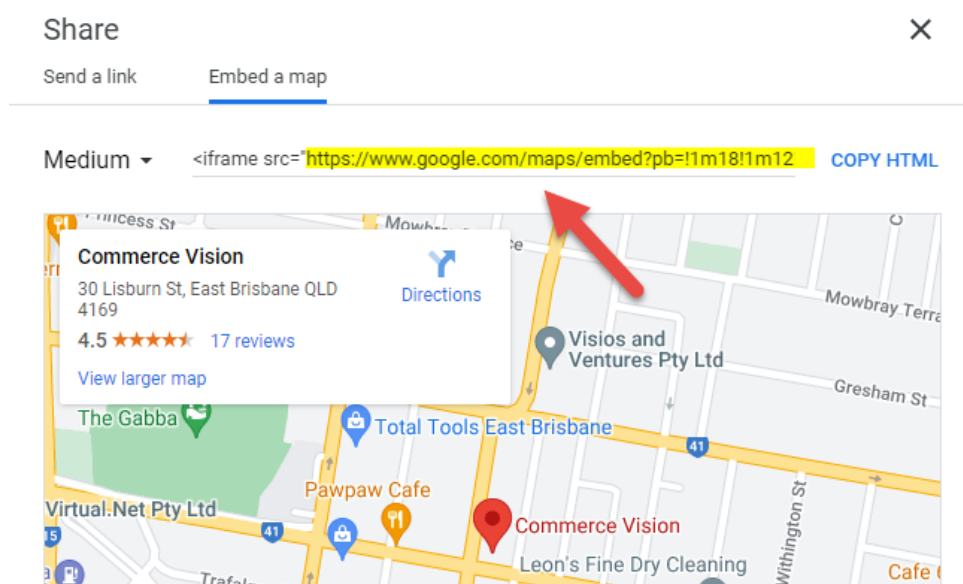 Share
Send a link
Embed a map
Medium
<iframe src="https://www.google.com/maps/embed?pb=!1m18!1m12
COPY HTML
Princess St
Commerce Vision
30 Lisburn St, East Brisbane QLD
4169
4.5
17 reviews
View larger map
Directions
Mowbray Terra
Visios and
Ventures Pty Ltd
Gresham St
The Gabba
Total Tools East Brisbane
41
Pawpaw Cafe
Virtual.Net Pty Ltd
41
15
Commerce Vision
Withington St
Leon's Fine Dry Cleaning
Cafe